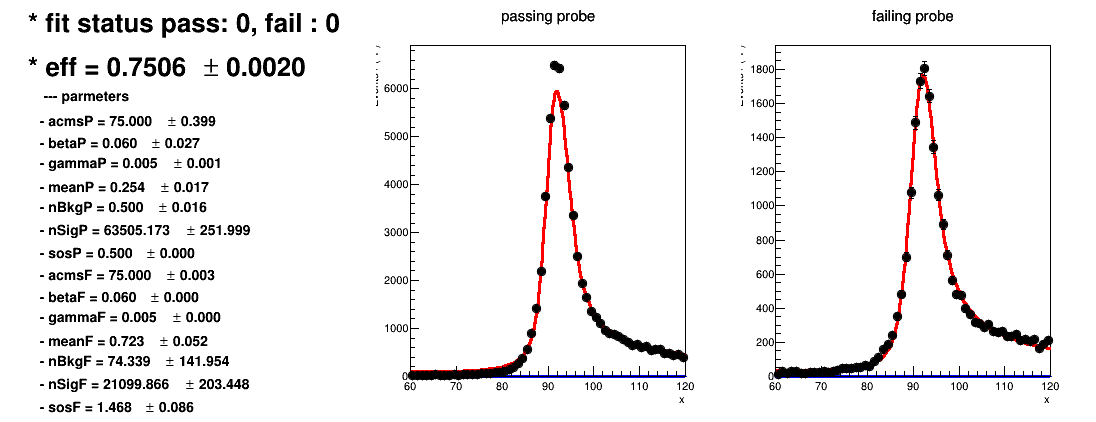 * fit status pass: 0, fail : 0
* eff = 0.7506 ± 0.0020
--- parmeters
- acmsP = 75.000 ± 0.399
- betaP = 0.060 ± 0.027
- gammaP = 0.005 ± 0.001
- meanP = 0.254 ± 0.017
- nBkgP = 0.500 ± 0.016
- nSigP = 63505.173 ± 251.999
- sosP = 0.500 ± 0.000
- acmsF = 75.000 ± 0.003
- betaF = 0.060 ± 0.000
- gammaF = 0.005 ± 0.000
- meanF = 0.723 ± 0.052
- nBkgF = 74.339 ± 141.954
- nSigF = 21099.866 ± 203.448
- sosF = 1.468 ± 0.086
passing probe
6000
5000
4000
3000
2000
1000
0
60 70 80 90 100 110 120
x
failing probe
1800
1600
1400
1200
1000
800
600
400
200
0
60 70 80 90 100 110 120
x